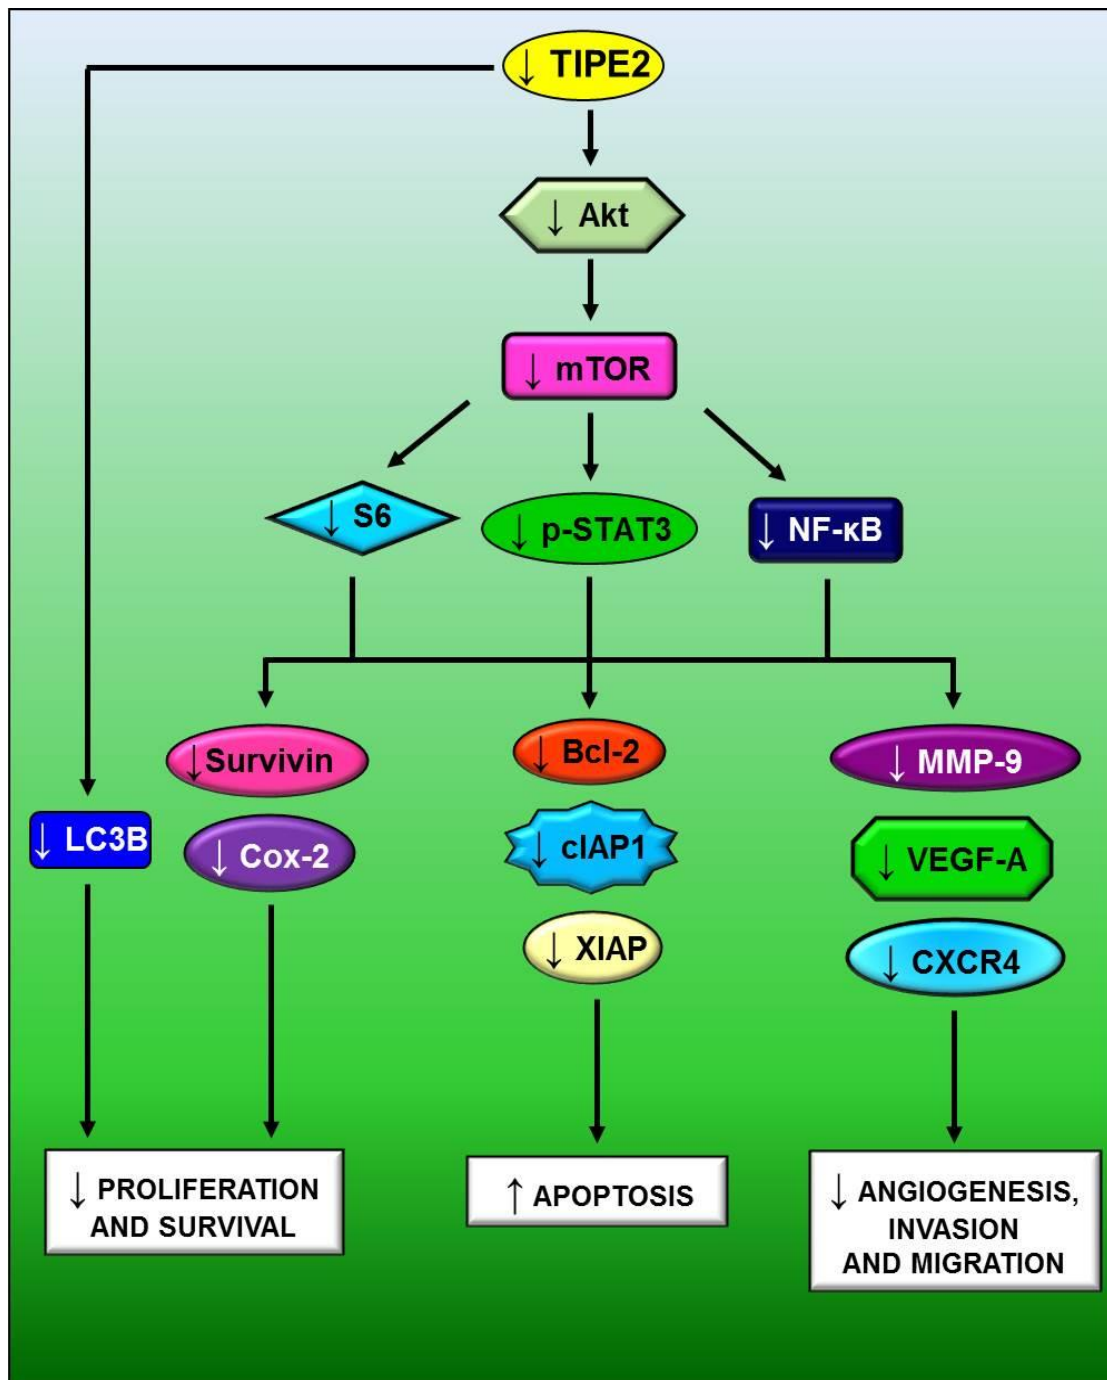 ↓ TIPE2
↓ Akt
↓ mTOR
↓ S6
↓ p-STAT3
↓ NF-κB
↓Survivin
↓ Bcl-2
↓ MMP-9
↓ LC3B
↓ Cox-2
↓ cIAP1
↓ VEGF-A
↓ XIAP
↓ CXCR4
↓ PROLIFERATION
AND SURVIVAL
↑ APOPTOSIS
↓ ANGIOGENESIS,
INVASION
AND MIGRATION